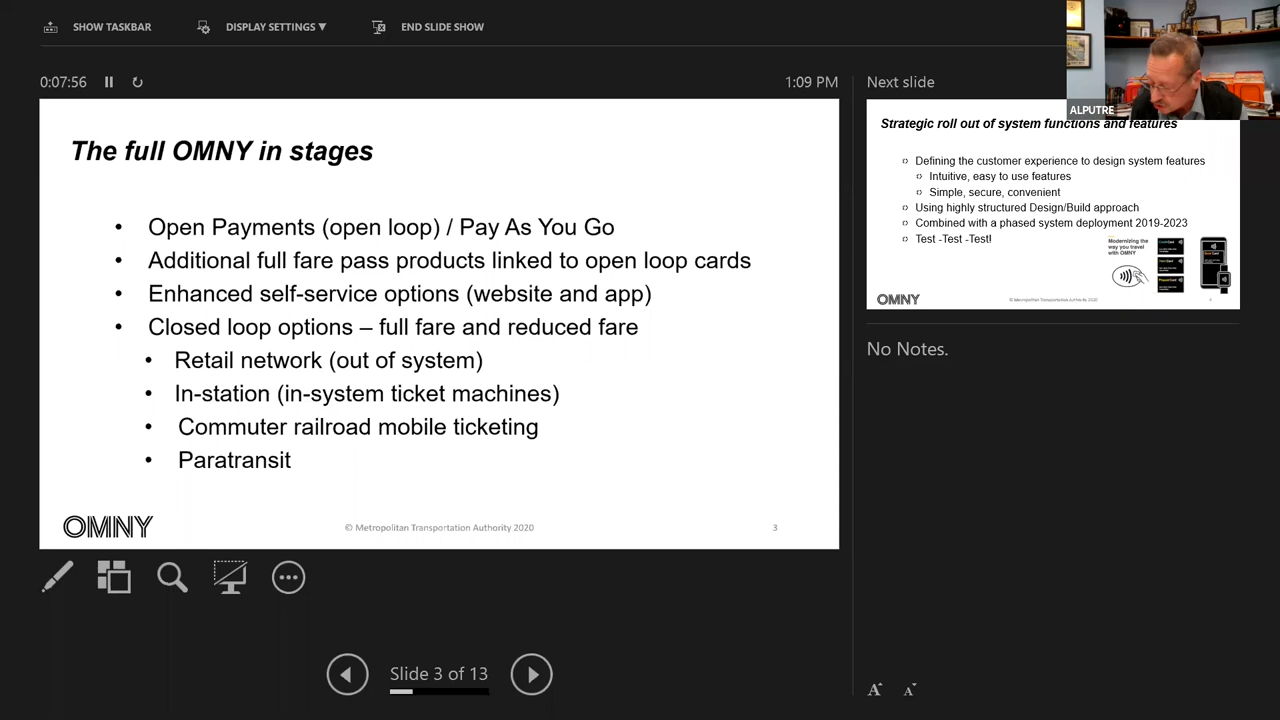 SHOW TASKBAR
DISPLAY SETTINGS ▼
END SLIDE SHOW
0:07:56
1:09 PM
The full OMNY in stages
• Open Payments (open loop) / Pay As You Go
• Additional full fare pass products linked to open loop cards
• Enhanced self-service options (website and app)
• Closed loop options – full fare and reduced fare
• Retail network (out of system)
• In-station (in-system ticket machines)
• Commuter railroad mobile ticketing
• Paratransit
OMNY
© Metropolitan Transportation Authority 2020
3
Slide 3 of 13
Next slide
ALPUTRE
Strategic roll out of system functions and features
Defining the customer experience to design system features
Intuitive, easy to use features
Simple, secure, convenient
Using highly structured Design/Build approach
Combined with a phased system deployment 2019-2023
Test -Test -Test!
Modernizing the
way you travel
with OMNY
OMNY
© Metropolitan Transportation Authority 2020
4
No Notes.
A
A